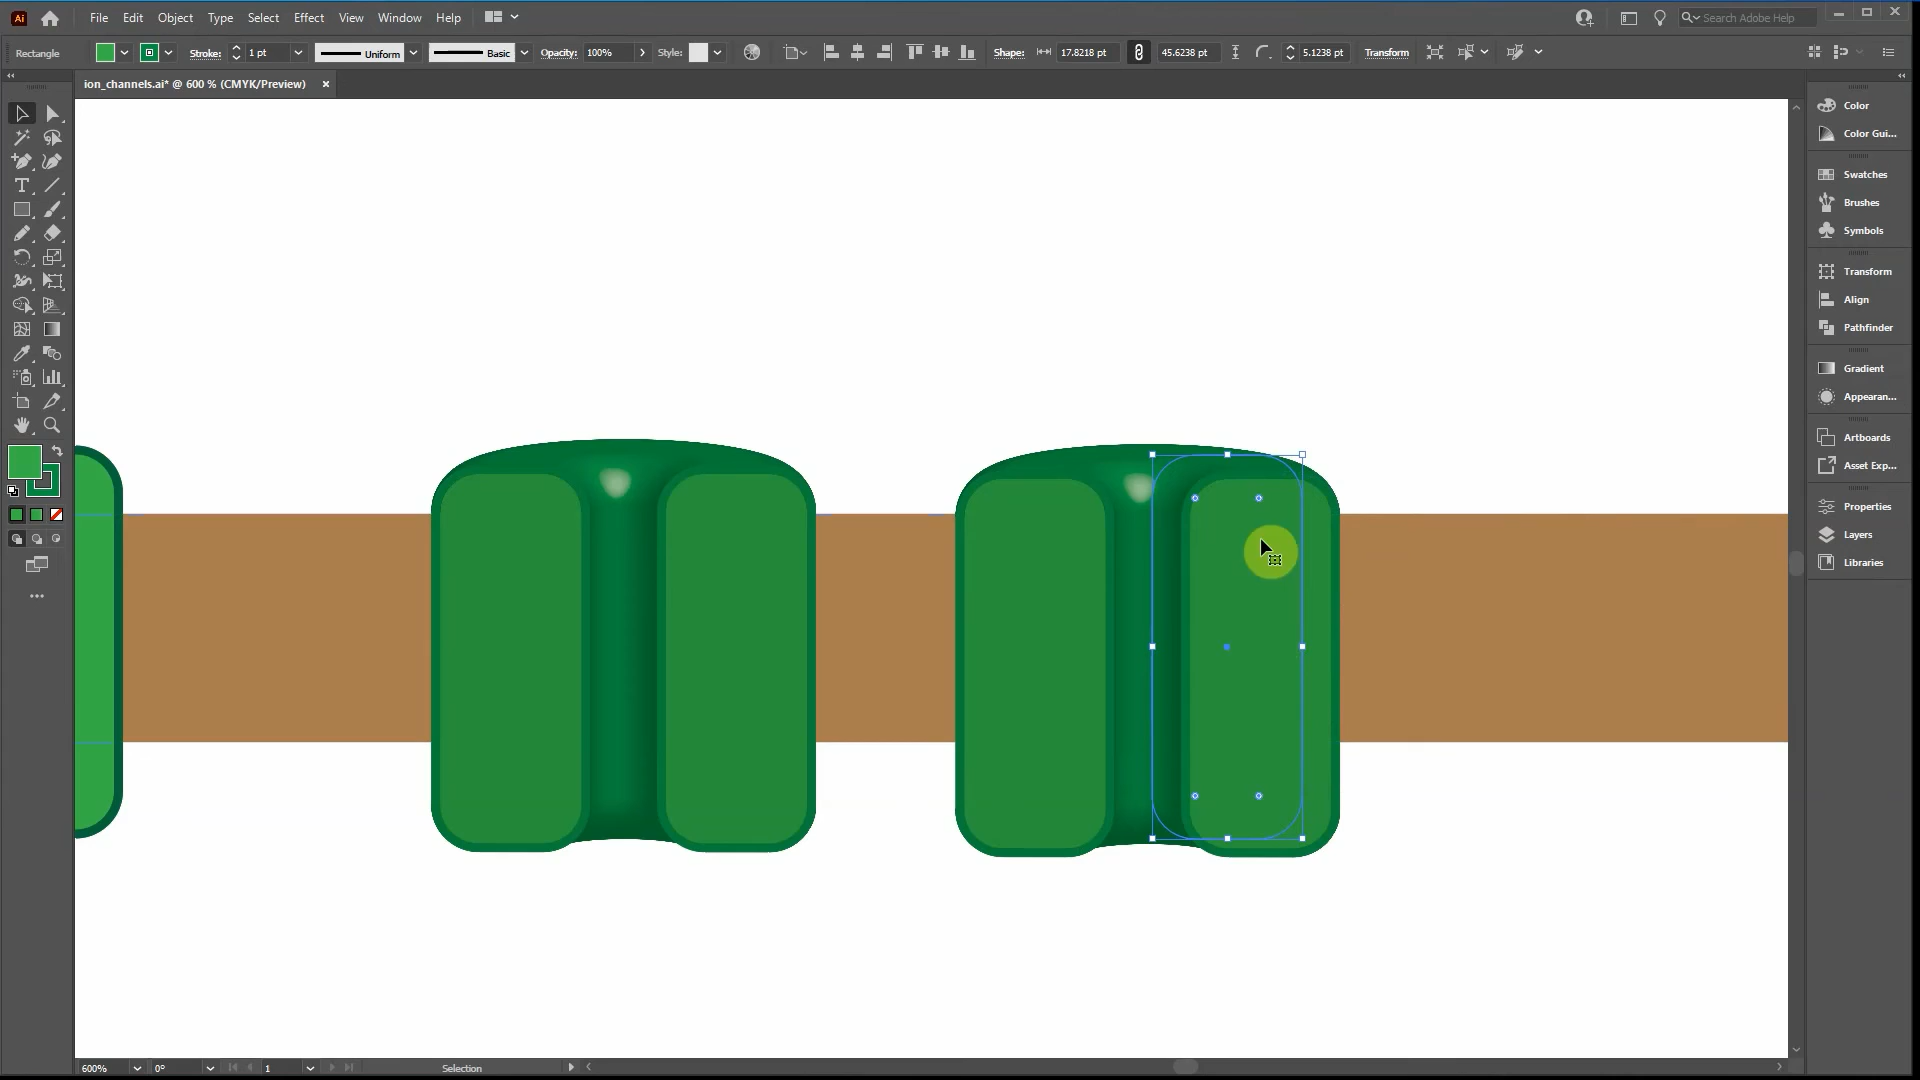 Ai File Edit Object Type Select Effect View Window Help Search Adobe Help
Rectangle Stroke: 1 pt Uniform Basic Opacity: 100% Style: Shape: 17.8218 pt 45.6238 pt 5.1238 pt Transform
ion_channels.ai* @ 600 % (CMYK/Preview) ×
Color
Color Gui...
Swatches
Brushes
Symbols
Transform
Align
Pathfinder
Gradient
Appearan...
Artboards
Asset Exp...
Properties
Layers
Libraries
600% 0° 1 Selection